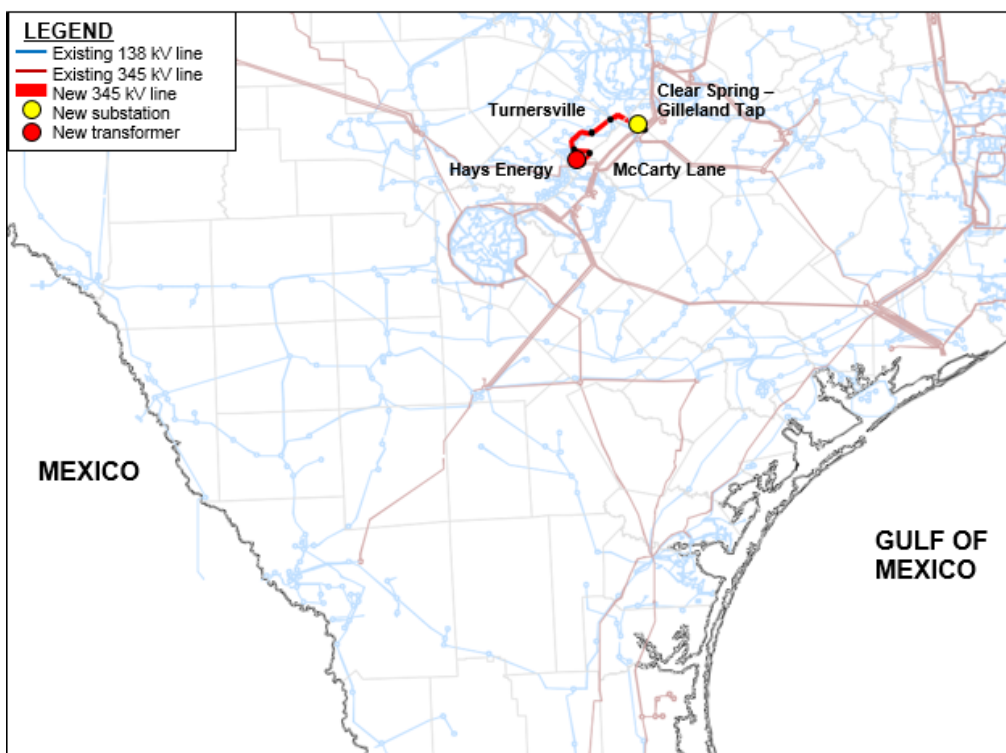 LEGEND
Existing 138 kV line
Existing 345 kV line
New 345 kV line
New substation
New transformer
Turnersville
Clear Spring –
Gilleland Tap
Hays Energy
McCarty Lane
MEXICO
GULF OF
MEXICO